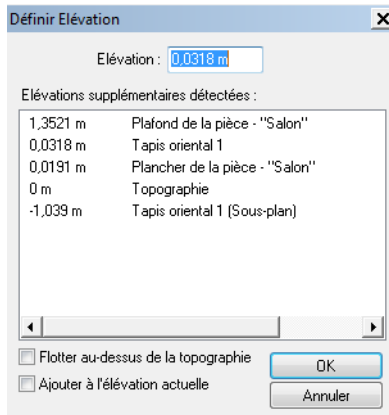 Définir Elévation
Elévation : 0,0318 m
Elévations supplémentaires détectées :
1,3521 m Plafond de la pièce - "Salon"
0,0318 m Tapis oriental 1
0,0191 m Plancher de la pièce - "Salon"
0 m Topographie
-1,039 m Tapis oriental 1 (Sous-plan)
Flotter au-dessus de la topographie
OK
Ajouter à l'élévation actuelle
Annuler